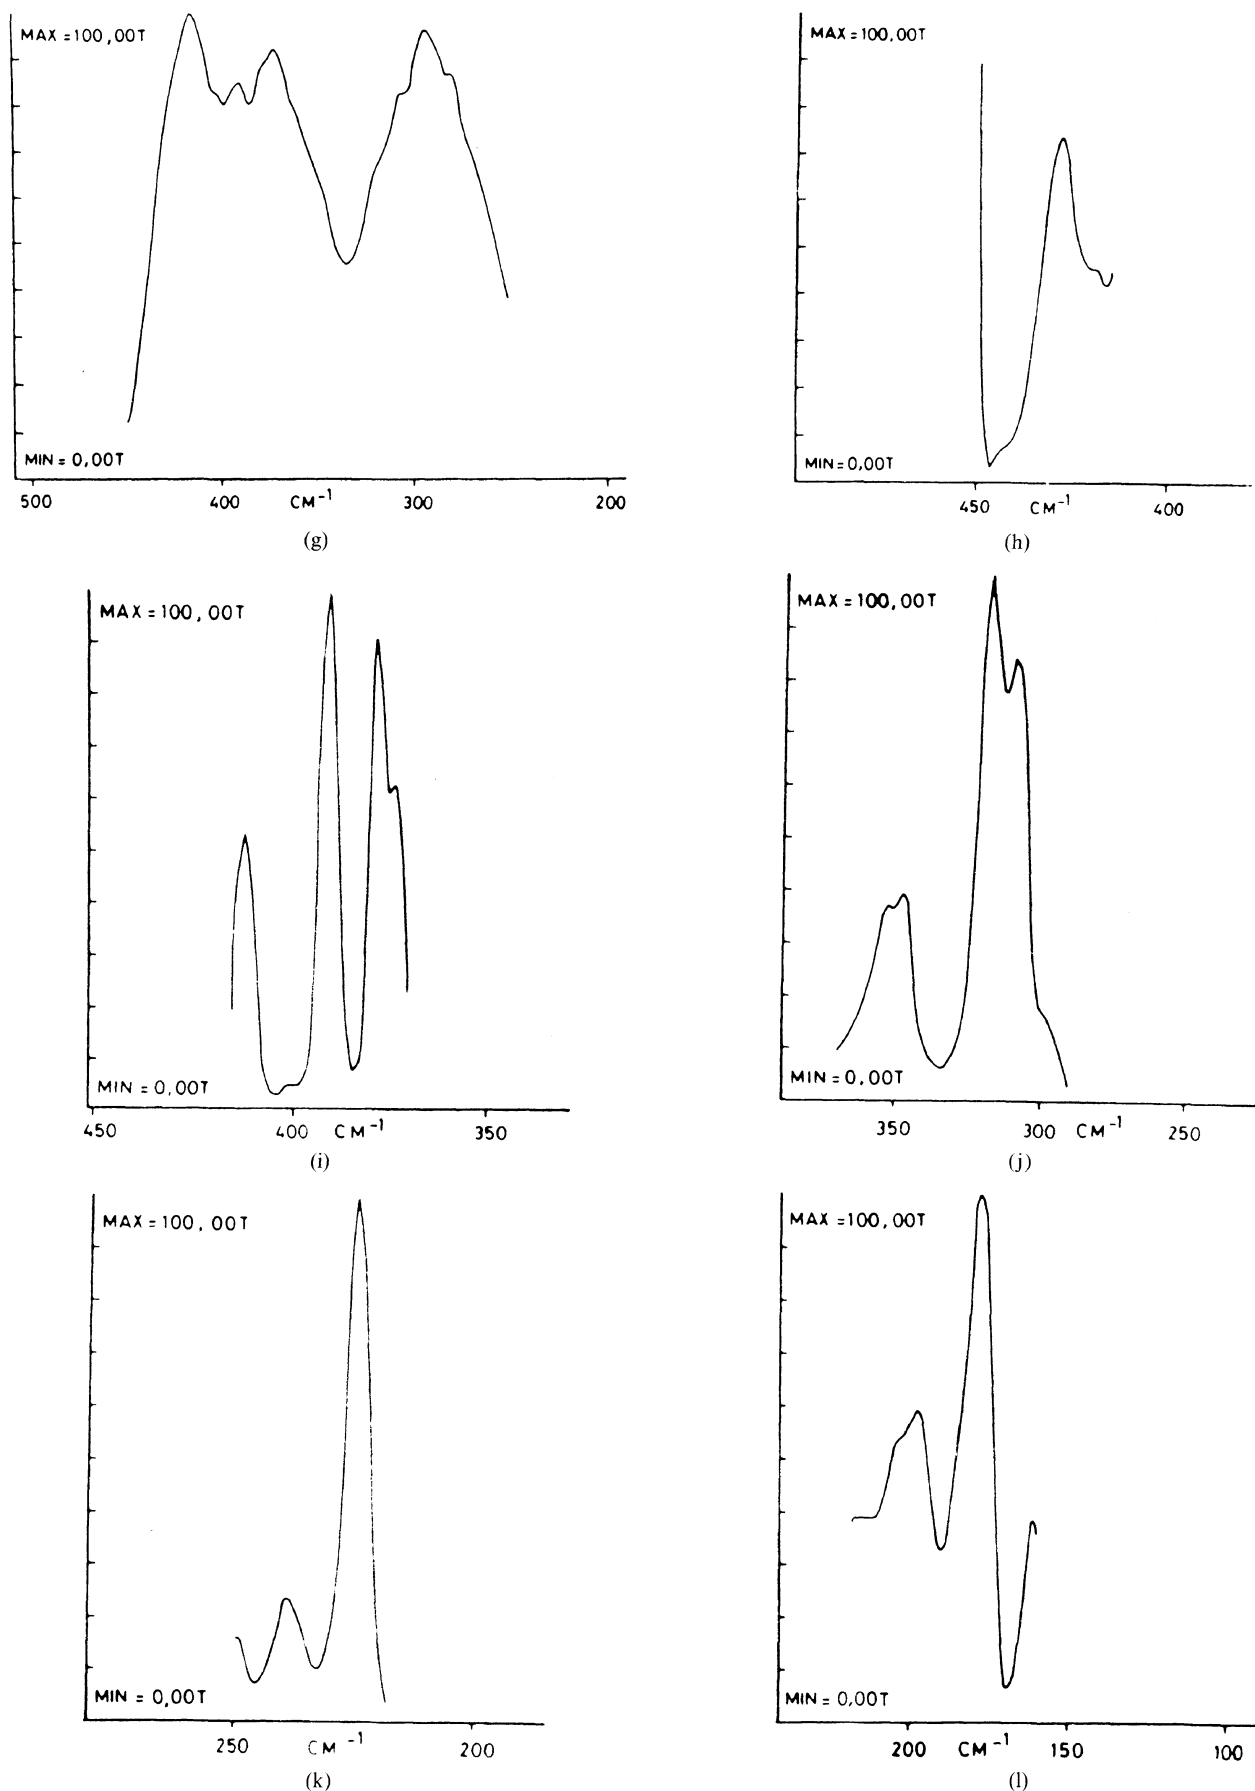 MAX = 100,00T
MIN = 0,00T
500 400 CM⁻¹ 300 200
(g)
MAX = 100,00T
MIN = 0,00T
450 CM⁻¹ 400
(h)
MAX = 100,00T
MIN = 0,00T
450 400 CM⁻¹ 350
(i)
MAX = 100,00T
MIN = 0,00T
350 300 CM⁻¹ 250
(j)
MAX = 100,00T
MIN = 0,00T
250 CM⁻¹ 200
(k)
MAX = 100,00T
MIN = 0,00T
200 CM⁻¹ 150 100
(l)